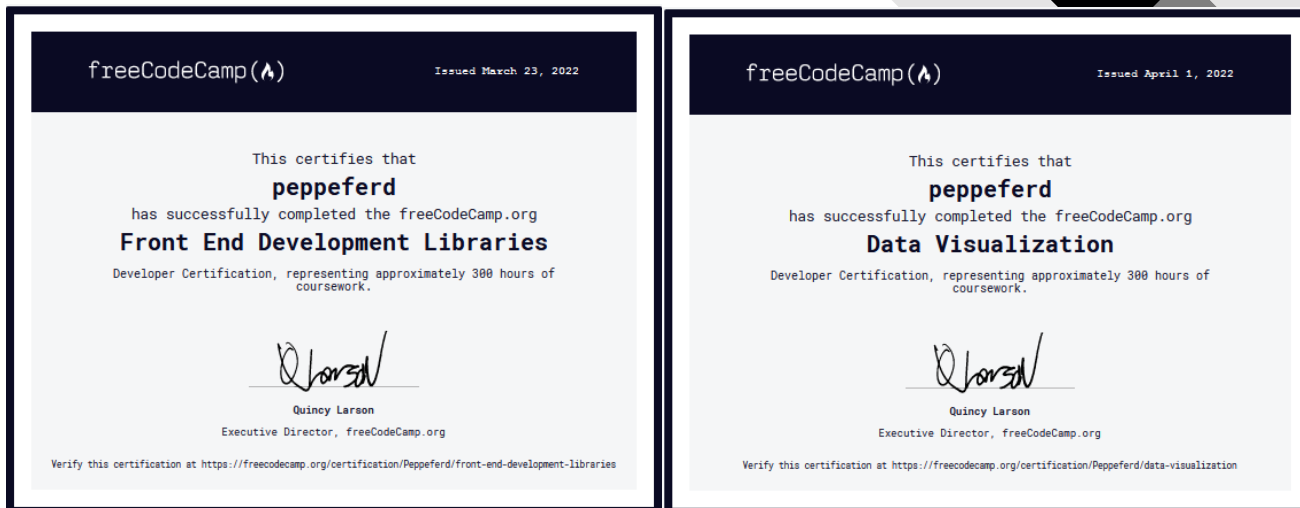 freeCodeCamp(🔥)
Issued March 23, 2022
This certifies that
peppeferd
has successfully completed the freeCodeCamp.org
Front End Development Libraries
Developer Certification, representing approximately 300 hours of
coursework.
Q Larson
Quincy Larson
Executive Director, freeCodeCamp.org
Verify this certification at https://freecodecamp.org/certification/Peppeferd/front-end-development-libraries
freeCodeCamp(🔥)
Issued April 1, 2022
This certifies that
peppeferd
has successfully completed the freeCodeCamp.org
Data Visualization
Developer Certification, representing approximately 300 hours of
coursework.
Q Larson
Quincy Larson
Executive Director, freeCodeCamp.org
Verify this certification at https://freecodecamp.org/certification/Peppeferd/data-visualization